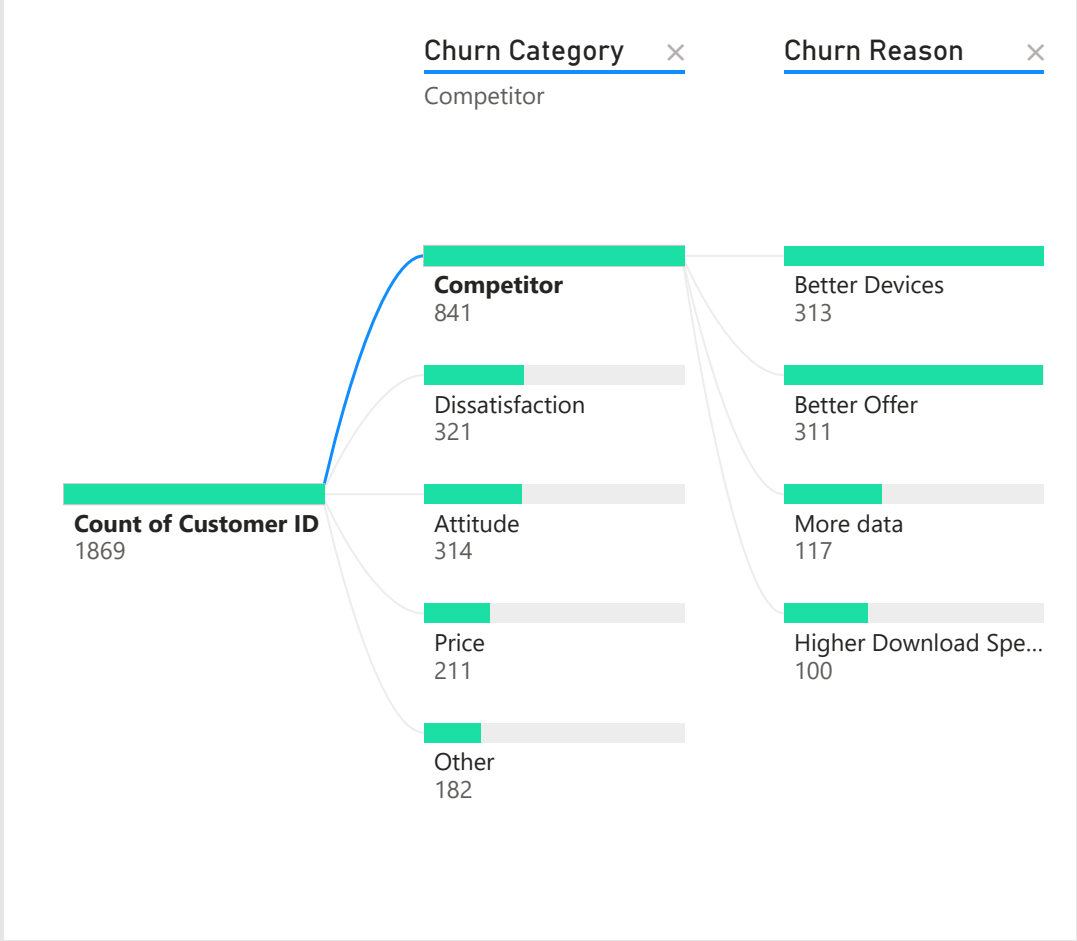 Churn Category
Churn Reason
Competitor
Competitor
841
Better Devices
313
Dissatisfaction
321
Better Offer
311
Count of Customer ID
1869
Attitude
314
More data
117
Price
211
Higher Download Spe...
100
Other
182